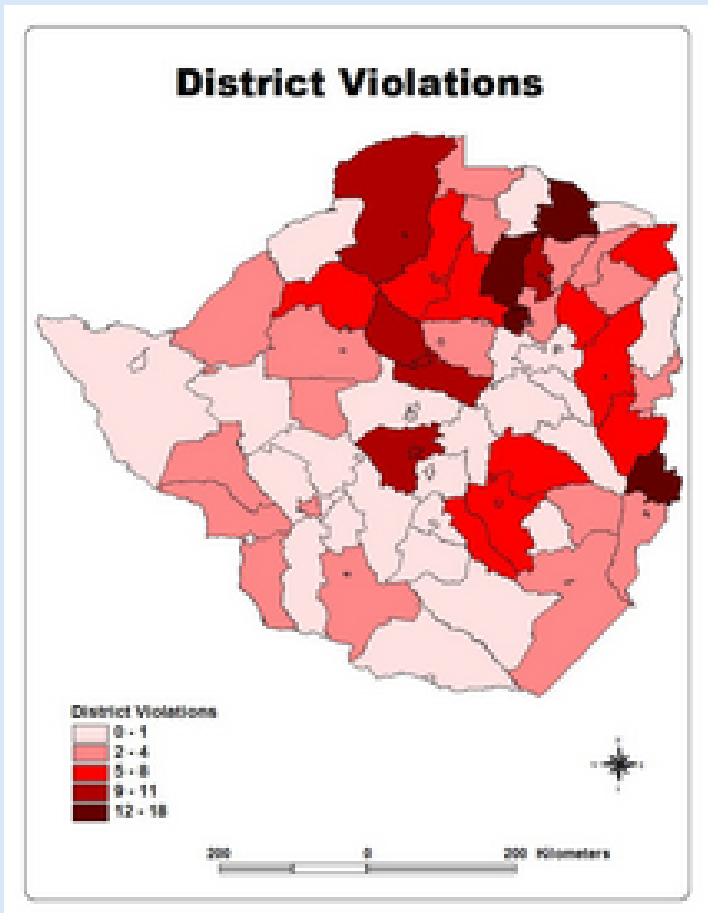 District Violations
District Violations
0 - 1
2 - 4
5 - 8
9 - 11
12 - 18
200 0 200 Kilometers